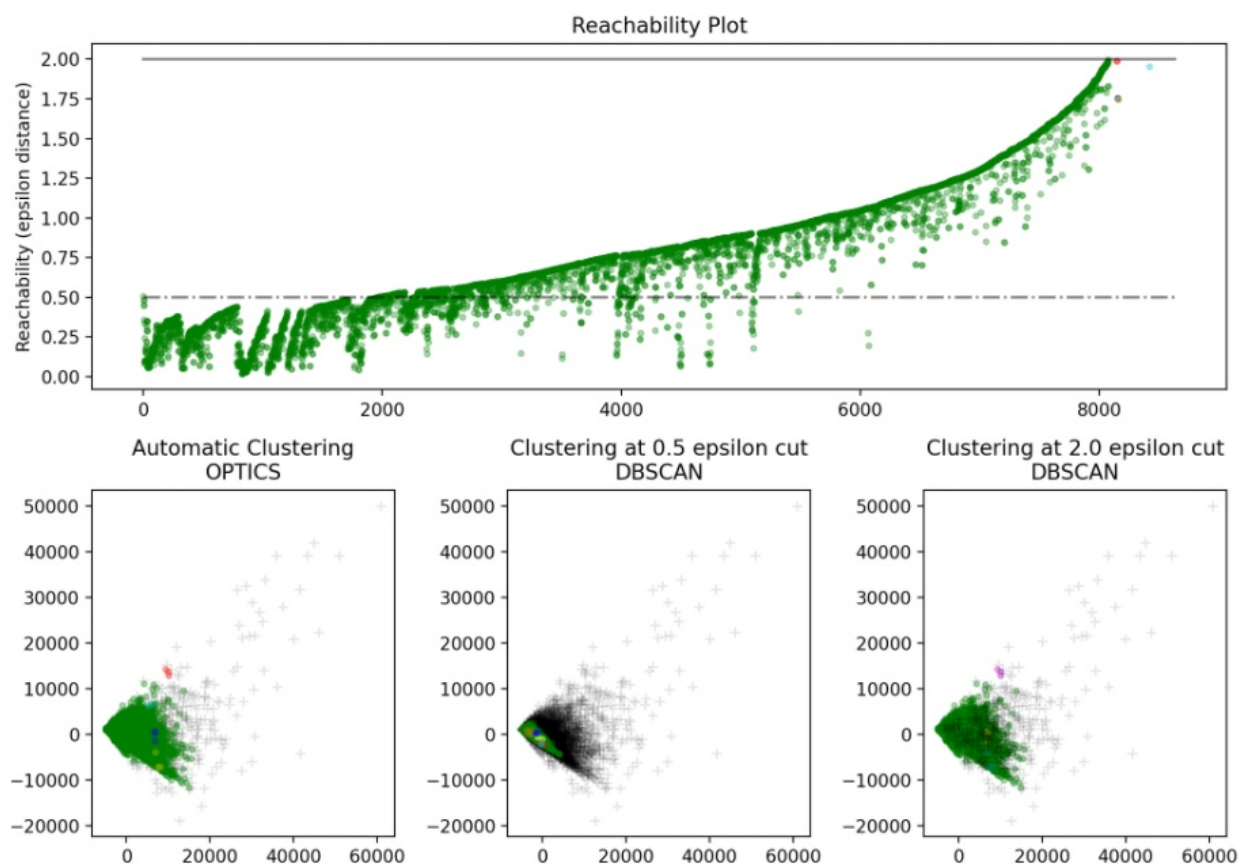 Reachability Plot
Reachability (epsilon distance)
2.00
1.75
1.50
1.25
1.00
0.75
0.50
0.25
0.00
0 2000 4000 6000 8000
Automatic Clustering
OPTICS
50000
40000
30000
20000
10000
0
−10000
−20000
0 20000 40000 60000
Clustering at 0.5 epsilon cut
DBSCAN
50000
40000
30000
20000
10000
0
−10000
−20000
0 20000 40000 60000
Clustering at 2.0 epsilon cut
DBSCAN
50000
40000
30000
20000
10000
0
−10000
−20000
0 20000 40000 60000